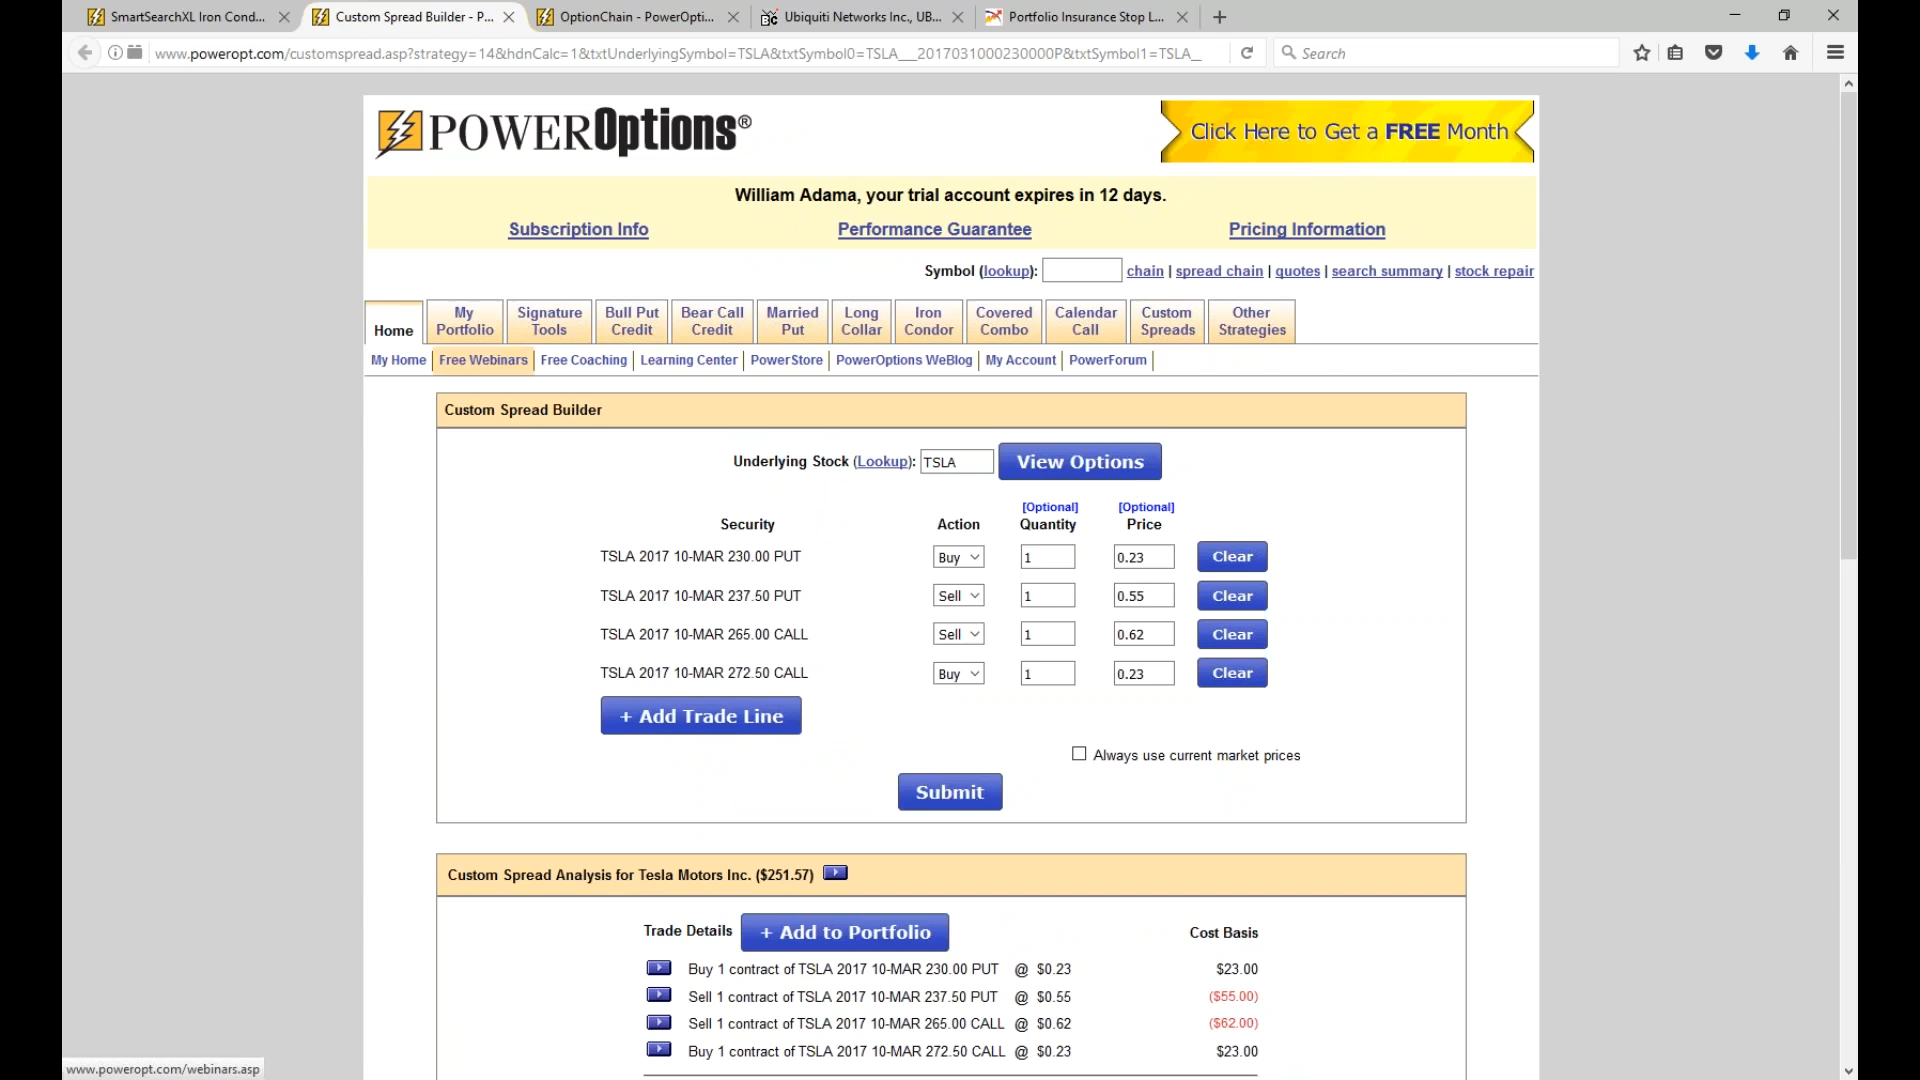 SmartSearchXL Iron Cond...
Custom Spread Builder - P...
OptionChain - PowerOpti...
Ubiquiti Networks Inc., UB...
Portfolio Insurance Stop L...
www.poweropt.com/customspread.asp?strategy=14&hdnCalc=1&txtUnderlyingSymbol=TSLA&txtSymbol0=TSLA___2017031000230000P&txtSymbol1=TSLA_
Search
POWEROptions®
Click Here to Get a FREE Month
William Adama, your trial account expires in 12 days.
Subscription Info Performance Guarantee Pricing Information
Symbol (lookup): chain | spread chain | quotes | search summary | stock repair
Home
My Portfolio
Signature Tools
Bull Put Credit
Bear Call Credit
Married Put
Long Collar
Iron Condor
Covered Combo
Calendar Call
Custom Spreads
Other Strategies
My Home Free Webinars Free Coaching Learning Center PowerStore PowerOptions WeBlog My Account PowerForum
Custom Spread Builder
Underlying Stock (Lookup): TSLA View Options
[Optional] [Optional]
Security Action Quantity Price
TSLA 2017 10-MAR 230.00 PUT Buy 1 0.23 Clear
TSLA 2017 10-MAR 237.50 PUT Sell 1 0.55 Clear
TSLA 2017 10-MAR 265.00 CALL Sell 1 0.62 Clear
TSLA 2017 10-MAR 272.50 CALL Buy 1 0.23 Clear
+ Add Trade Line
Always use current market prices
Submit
Custom Spread Analysis for Tesla Motors Inc. ($251.57)
Trade Details + Add to Portfolio Cost Basis
Buy 1 contract of TSLA 2017 10-MAR 230.00 PUT @ $0.23 $23.00
Sell 1 contract of TSLA 2017 10-MAR 237.50 PUT @ $0.55 ($55.00)
Sell 1 contract of TSLA 2017 10-MAR 265.00 CALL @ $0.62 ($62.00)
Buy 1 contract of TSLA 2017 10-MAR 272.50 CALL @ $0.23 $23.00
www.poweropt.com/webinars.asp